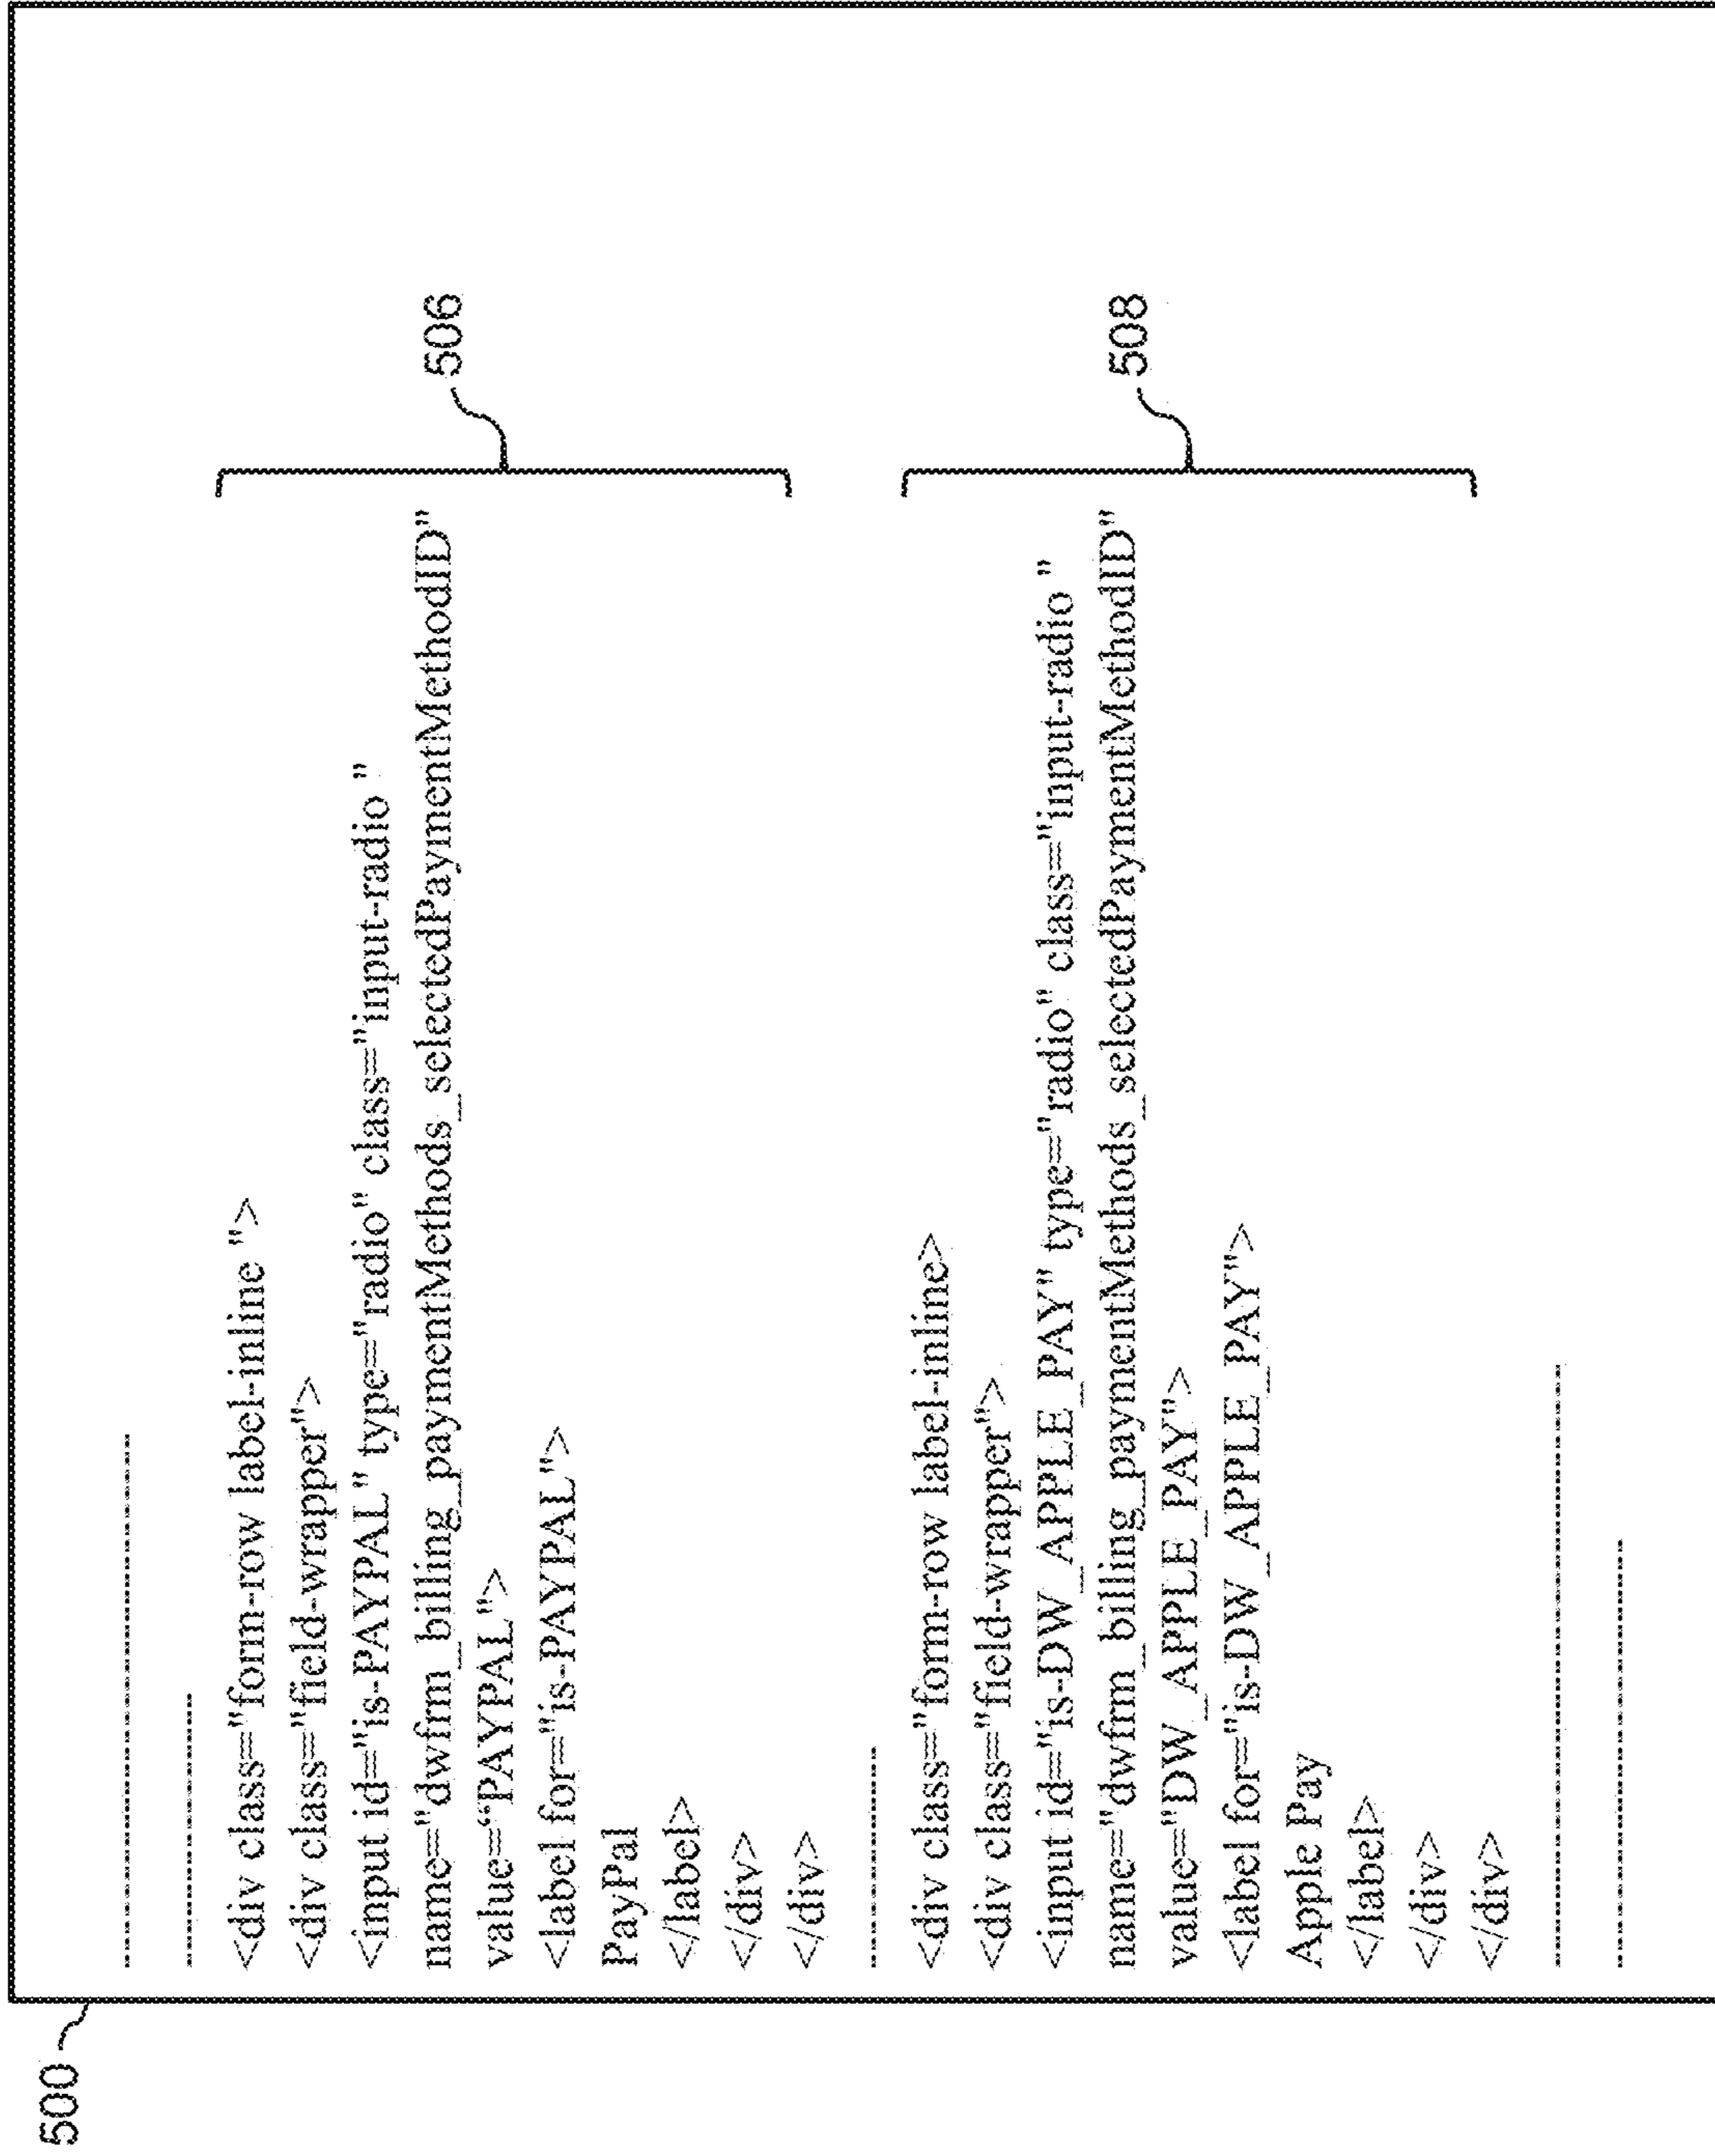 500
<div class="form-row label-inline ">
<div class="field-wrapper">
<input id="is-PAYPAL" type="radio" class="input-radio "
name="dwfrm_billing_paymentMethods_selectedPaymentMethodID"
value=“PAYPAL">
<label for="is-PAYPAL">
PayPal
</label>
</div>
</div>
506
<div class="form-row label-inline>
<div class="field-wrapper">
<input id="is-DW_APPLE_PAY" type="radio" class="input-radio "
name="dwfrm_billing_paymentMethods_selectedPaymentMethodID"
value="DW_APPLE_PAY">
<label for="is-DW_APPLE_PAY">
Apple Pay
</label>
</div>
</div>
508